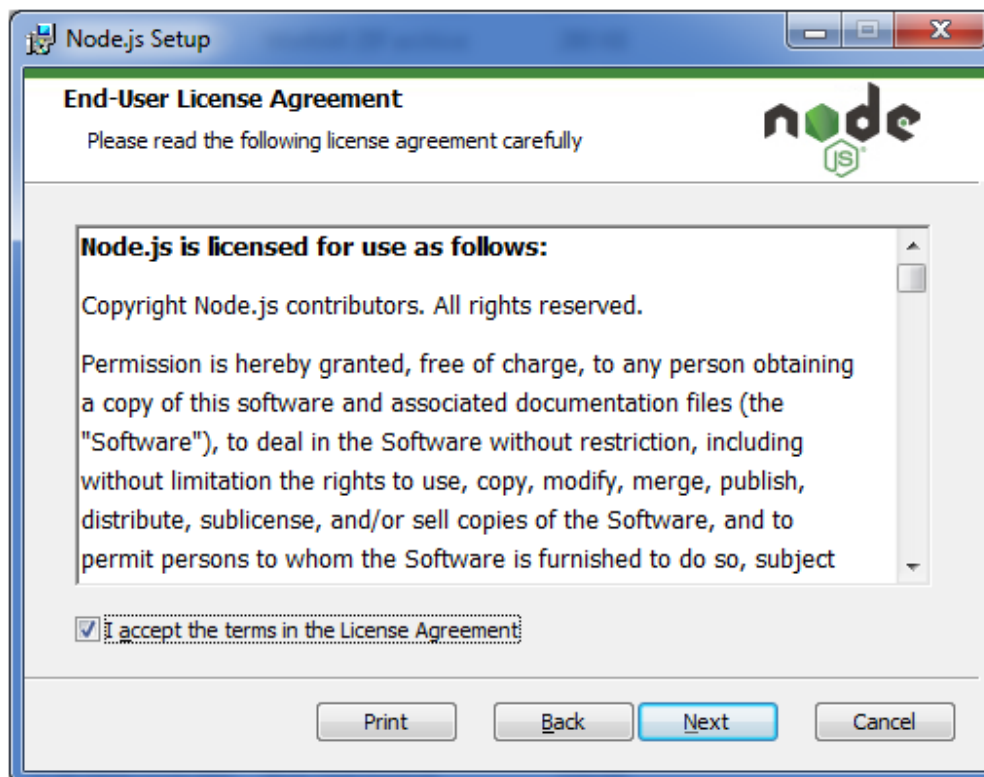 Node.js Setup
End-User License Agreement
Please read the following license agreement carefully
node
JS
Node.js is licensed for use as follows:
Copyright Node.js contributors. All rights reserved.
Permission is hereby granted, free of charge, to any person obtaining
a copy of this software and associated documentation files (the
"Software"), to deal in the Software without restriction, including
without limitation the rights to use, copy, modify, merge, publish,
distribute, sublicense, and/or sell copies of the Software, and to
permit persons to whom the Software is furnished to do so, subject
I accept the terms in the License Agreement
Print Back Next Cancel